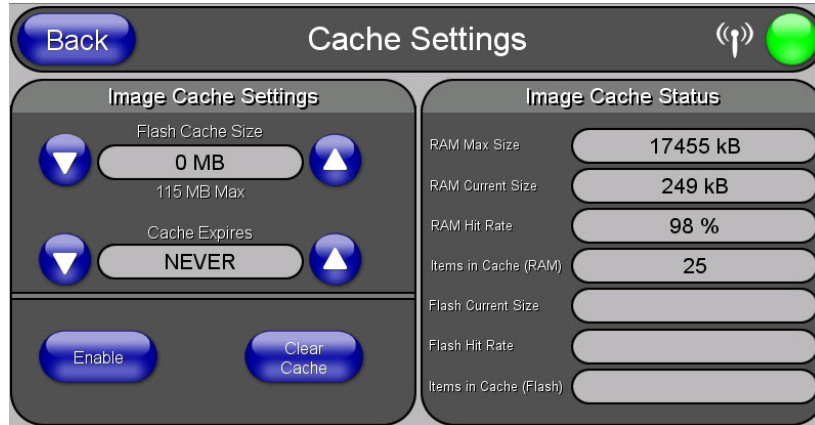 Back
Cache Settings
Image Cache Settings
Flash Cache Size
0 MB
115 MB Max
Cache Expires
NEVER
Enable
Clear
Cache
Image Cache Status
RAM Max Size
17455 kB
RAM Current Size
249 kB
RAM Hit Rate
98 %
Items in Cache (RAM)
25
Flash Current Size
Flash Hit Rate
Items in Cache (Flash)